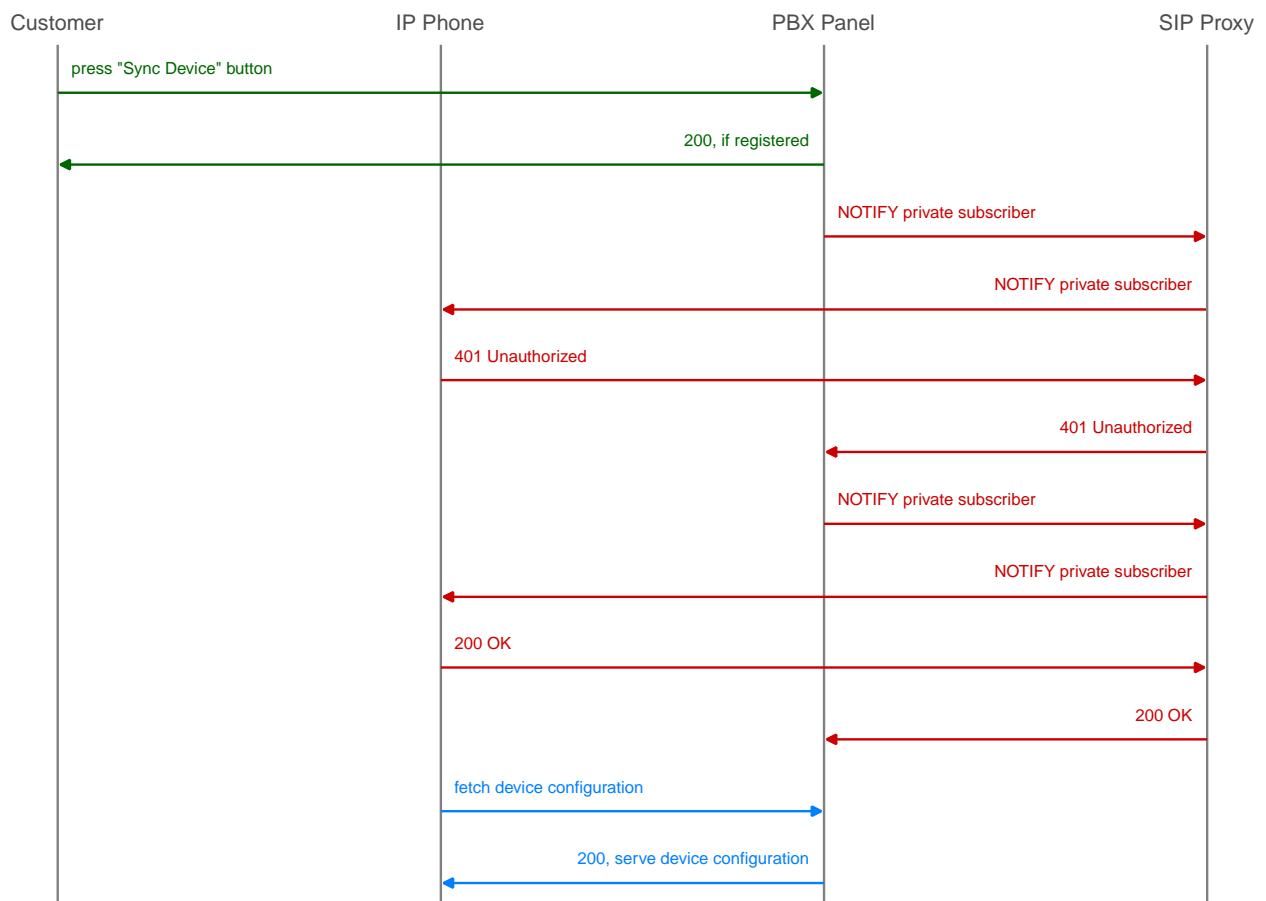 Customer
IP Phone
PBX Panel
SIP Proxy
press "Sync Device" button
200, if registered
NOTIFY private subscriber
NOTIFY private subscriber
401 Unauthorized
401 Unauthorized
NOTIFY private subscriber
NOTIFY private subscriber
200 OK
200 OK
fetch device configuration
200, serve device configuration